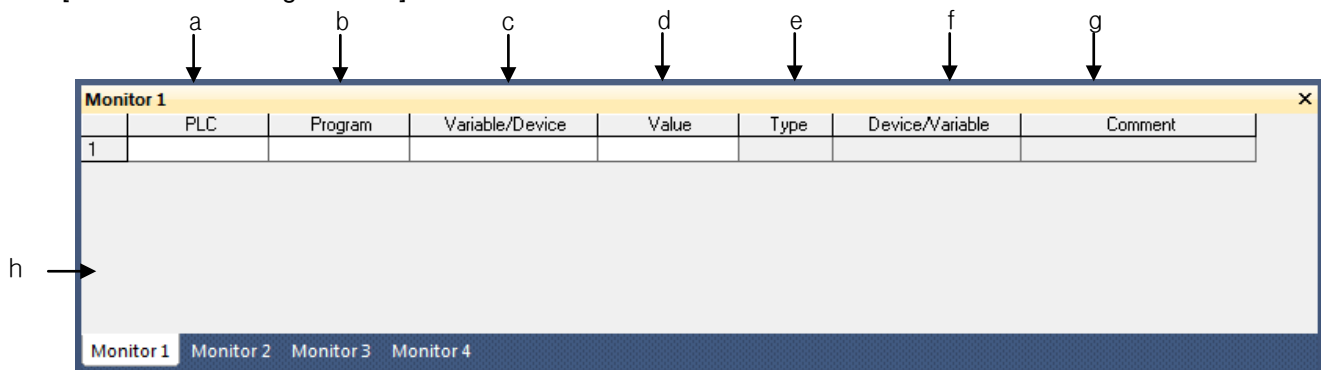 a b c d e f g
Monitor 1 ×
PLC Program Variable/Device Value Type Device/Variable Comment
1
h
Monitor 1 Monitor 2 Monitor 3 Monitor 4